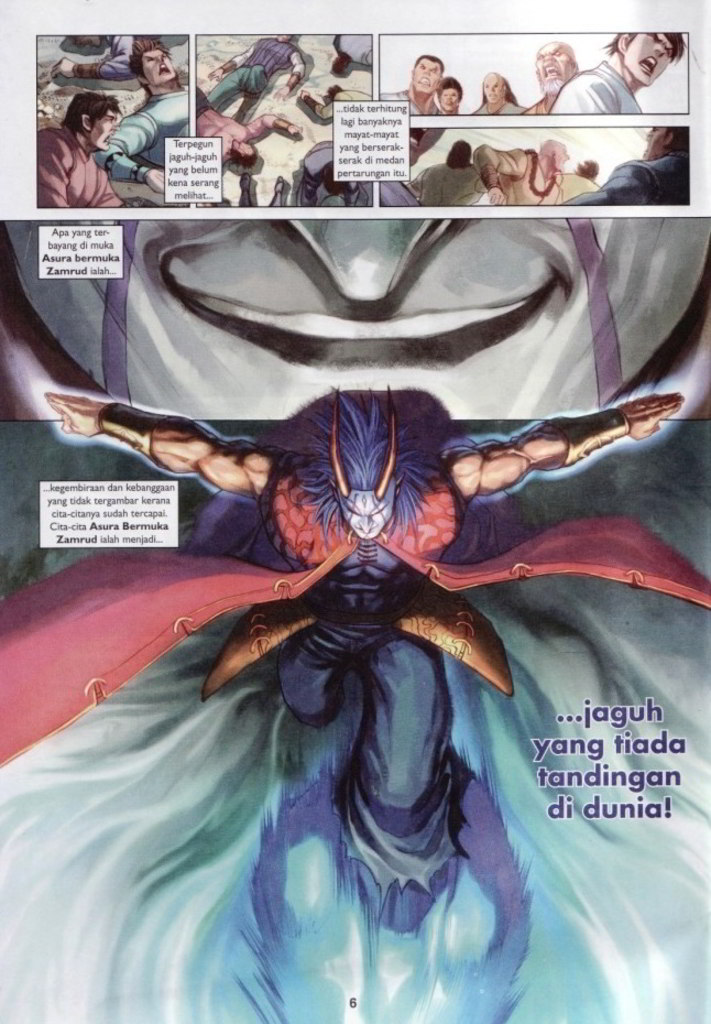 Terpegun
jaguh-jaguh
yang belum
kena serang
melihat...
...tidak terkTIRA
lagi banyaknya
mayat-mayat
yang berserak-
serak di medan
pertarungan itu.
Apa yang ter-
bayang di muka
Asura bermuka
Zamrud ialah...
...kegembiraan dan kebanggaan
yang tidak tergambar kerana
cita-citanya sudah tercapai.
Cita-cita Asura Bermuka
Zamrud ialah menjadi...
...jaguh
yang tiada
tandingan
di dunia!
6